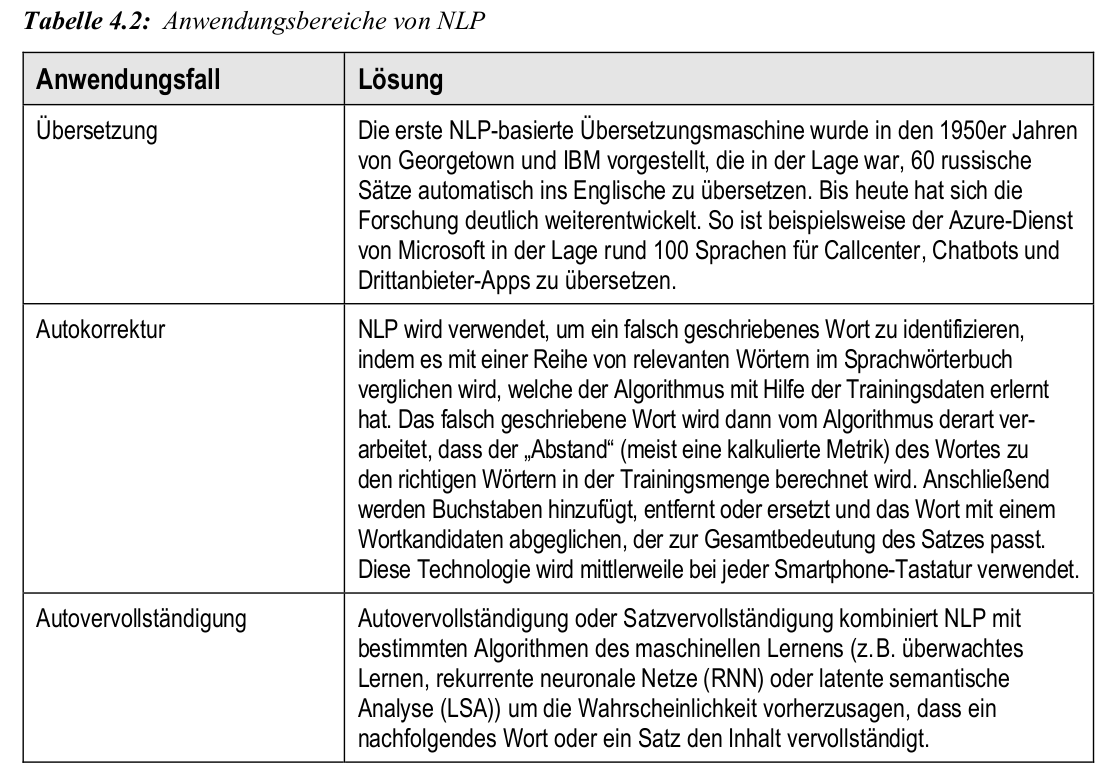 Tabelle 4.2: Anwendungsbereiche von NLP
Anwendungsfall
Lösung
Übersetzung
Die erste NLP-basierte Übersetzungsmaschine wurde in den 1950er Jahren
von Georgetown und IBM vorgestellt, die in der Lage war, 60 russische
Sätze automatisch ins Englische zu übersetzen. Bis heute hat sich die
Forschung deutlich weiterentwickelt. So ist beispielsweise der Azure-Dienst
von Microsoft in der Lage rund 100 Sprachen für Callcenter, Chatbots und
Drittanbieter-Apps zu übersetzen.
Autokorrektur
NLP wird verwendet, um ein falsch geschriebenes Wort zu identifizieren,
indem es mit einer Reihe von relevanten Wörtern im Sprachwörterbuch
verglichen wird, welche der Algorithmus mit Hilfe der Trainingsdaten erlernt
hat. Das falsch geschriebene Wort wird dann vom Algorithmus derart ver-
arbeitet, dass der „Abstand“ (meist eine kalkulierte Metrik) des Wortes zu
den richtigen Wörtern in der Trainingsmenge berechnet wird. Anschließend
werden Buchstaben hinzufügt, entfernt oder ersetzt und das Wort mit einem
Wortkandidaten abgeglichen, der zur Gesamtbedeutung des Satzes passt.
Diese Technologie wird mittlerweile bei jeder Smartphone-Tastatur verwendet.
Autovervollständigung
Autovervollständigung oder Satzvervollständigung kombiniert NLP mit
bestimmten Algorithmen des maschinellen Lernens (z. B. überwachtes
Lernen, rekurrente neuronale Netze (RNN) oder latente semantische
Analyse (LSA)) um die Wahrscheinlichkeit vorherzusagen, dass ein
nachfolgendes Wort oder ein Satz den Inhalt vervollständigt.